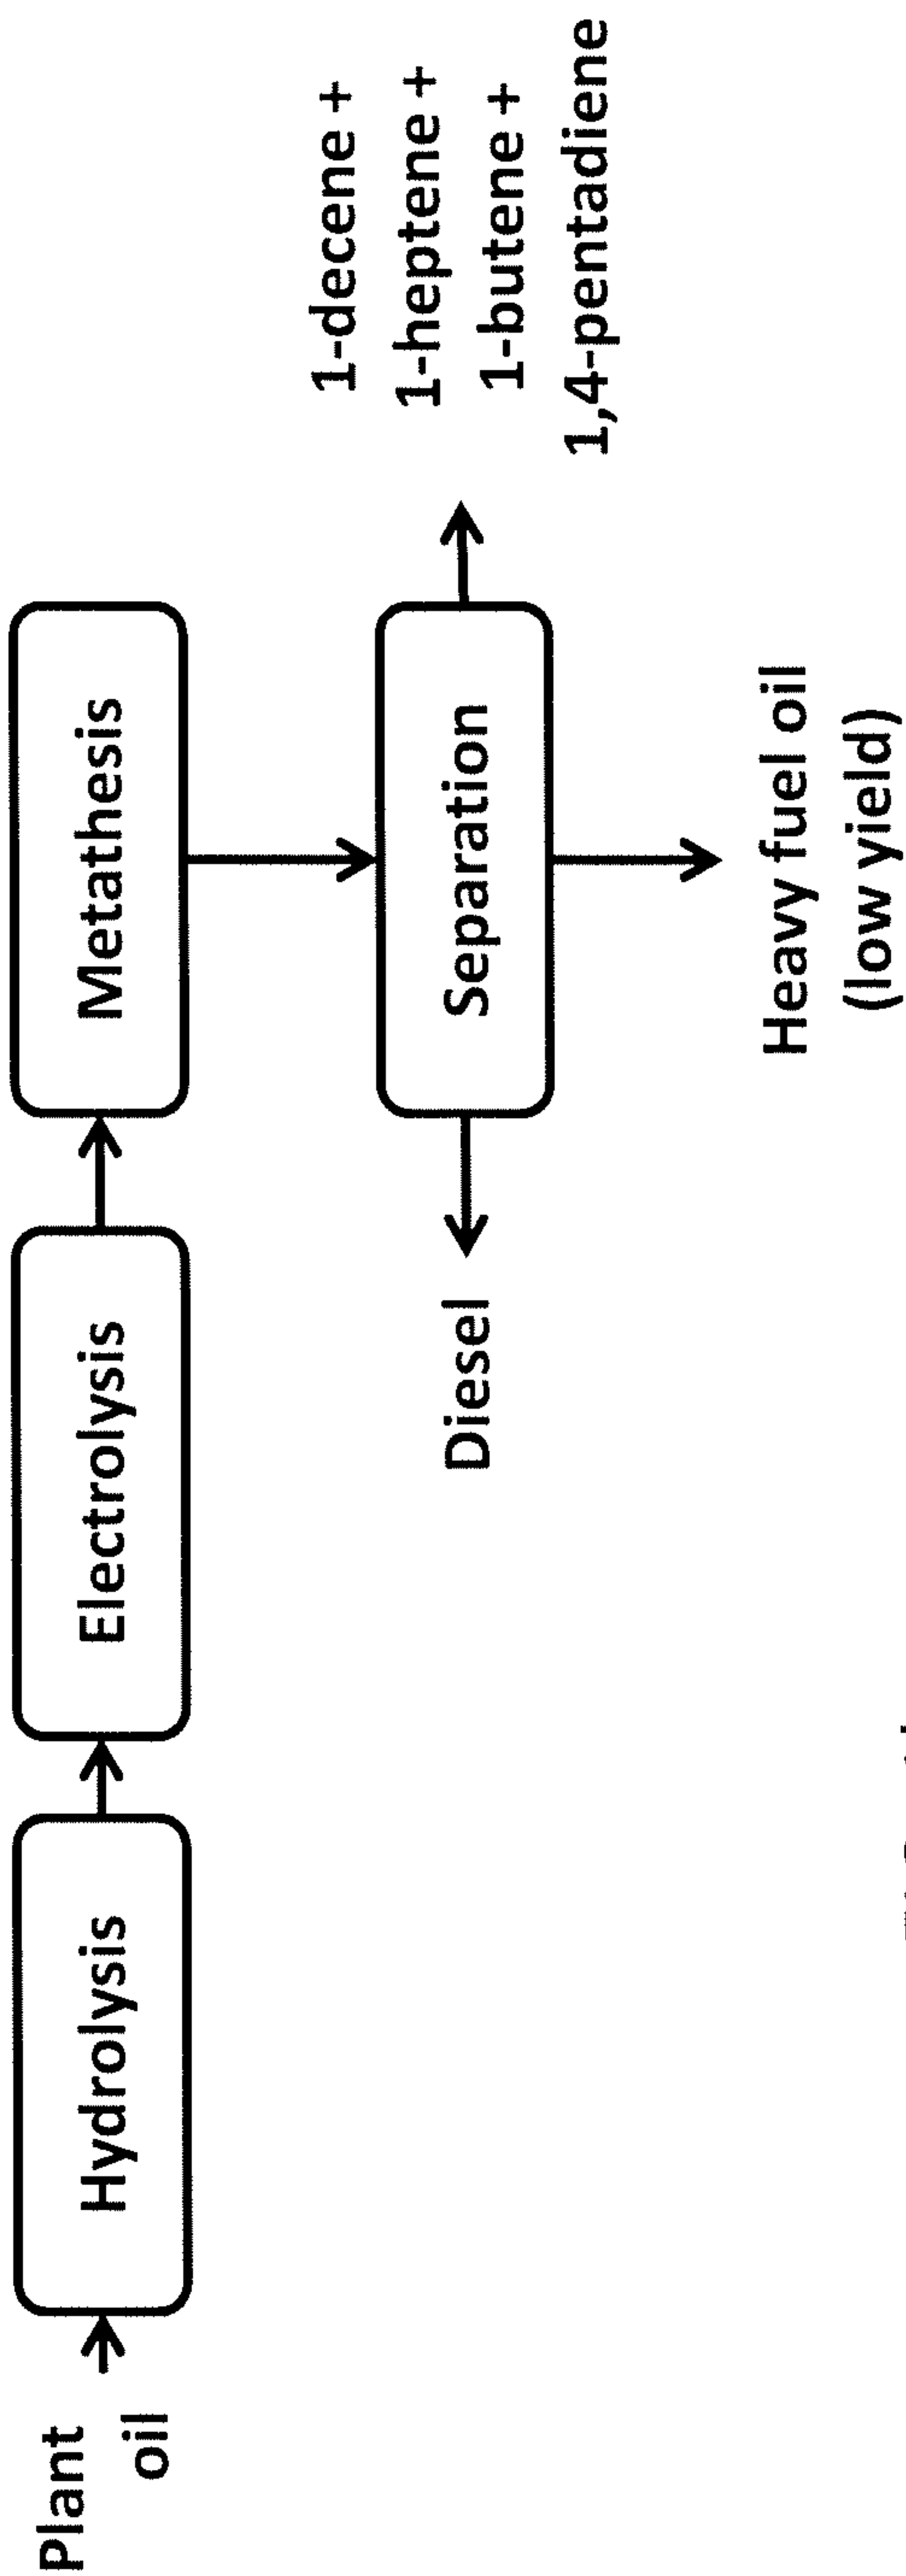 Plant
oil
Hydrolysis
Electrolysis
Metathesis
Separation
Diesel
1-decene +
1-heptene +
1-butene +
1,4-pentadiene
Heavy fuel oil
(low yield)